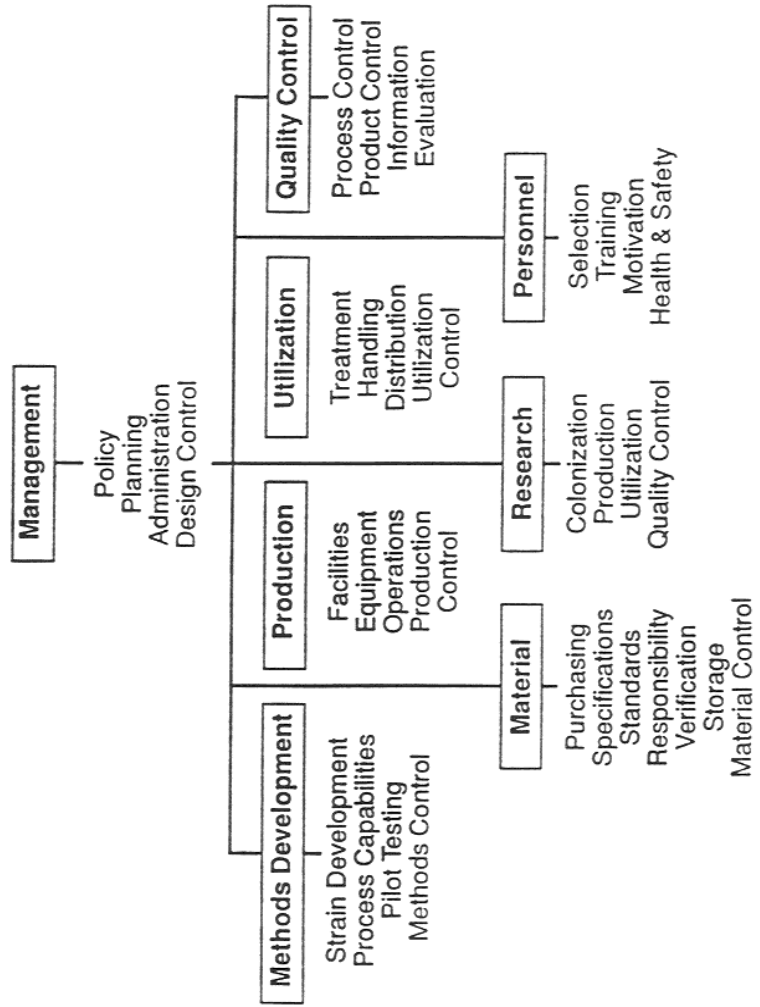 Management
Policy
Planning
Administration
Design Control
Methods Development
Strain Development
Process Capabilities
Pilot Testing
Methods Control
Production
Facilities
Equipment
Operations
Production
Control
Utilization
Treatment
Handling
Distribution
Utilization
Control
Quality Control
Process Control
Product Control
Information
Evaluation
Material
Purchasing
Specifications
Standards
Responsibility
Verification
Storage
Material Control
Research
Colonization
Production
Utilization
Quality Control
Personnel
Selection
Training
Motivation
Health & Safety